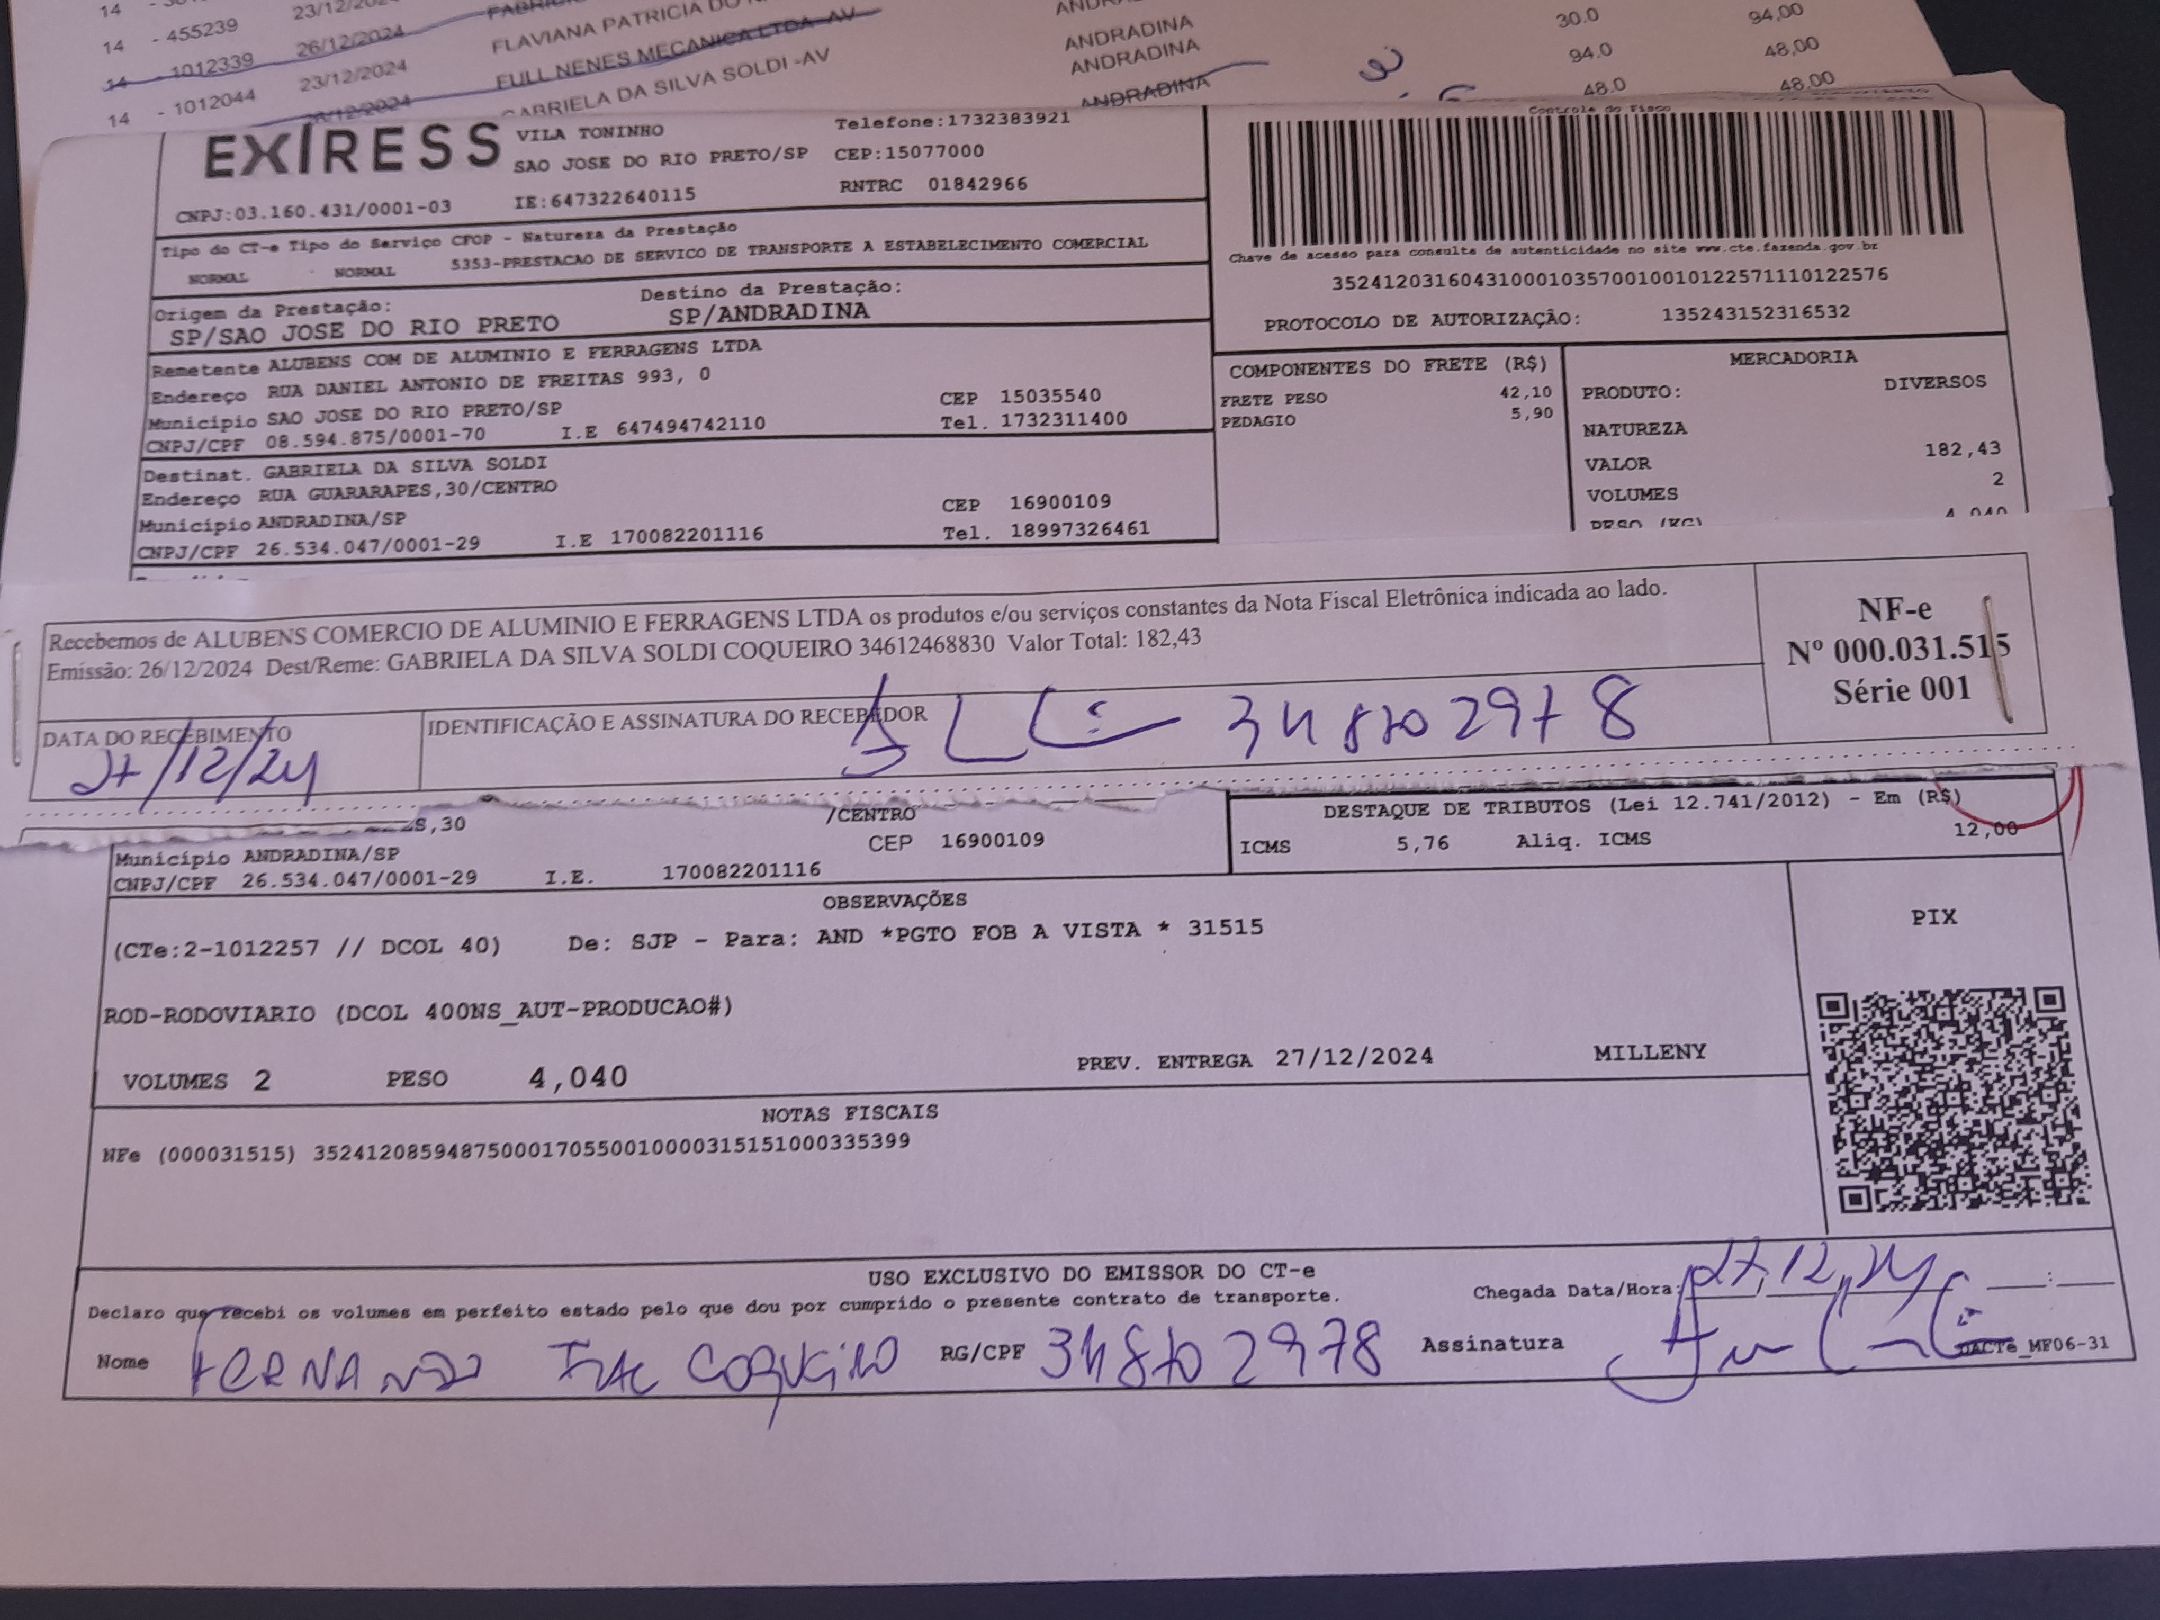 14 - 455239 23/12/2024 FLAVIANA PATRICIA DO ANDRADINA 30.0 94,00
14 - 1012339 26/12/2024 FULL NENES MECANICA LTDA -AV ANDRADINA 94.0 48,00
14 - 1012044 23/12/2024 GABRIELA DA SILVA SOLDI -AV ANDRADINA 48.0 48,00
14 26/12/2024 ANDRADINA
EXPRESS
VILA TONINHO Telefone:1732383921
SAO JOSE DO RIO PRETO/SP CEP:15077000
CNPJ:03.160.431/0001-03 IE:647322640115 RNTRC 01842966
Controle do Fisco
Tipo do CT-e Tipo do Serviço CFOP - Natureza da Prestação
NORMAL NORMAL 5353-PRESTACAO DE SERVICO DE TRANSPORTE A ESTABELECIMENTO COMERCIAL
Chave de acesso para consulta de autenticidade no site www.cte.fazenda.gov.br
35241203160431000103570010010122571110122576
PROTOCOLO DE AUTORIZAÇÃO: 135243152316532
Origem da Prestação: Destino da Prestação:
SP/SAO JOSE DO RIO PRETO SP/ANDRADINA
Remetente ALUBENS COM DE ALUMINIO E FERRAGENS LTDA
Endereço RUA DANIEL ANTONIO DE FREITAS 993, 0
Município SAO JOSE DO RIO PRETO/SP CEP 15035540
CNPJ/CPF 08.594.875/0001-70 I.E 647494742110 Tel. 1732311400
Destinat. GABRIELA DA SILVA SOLDI
Endereço RUA GUARARAPES,30/CENTRO
Município ANDRADINA/SP CEP 16900109
CNPJ/CPF 26.534.047/0001-29 I.E 170082201116 Tel. 18997326461
COMPONENTES DO FRETE (R$)
FRETE PESO 42,10
PEDAGIO 5,90
MERCADORIA
PRODUTO: DIVERSOS
NATUREZA
VALOR 182,43
VOLUMES 2
PESO (KG) 4,040
Recebemos de ALUBENS COMERCIO DE ALUMINIO E FERRAGENS LTDA os produtos e/ou serviços constantes da Nota Fiscal Eletrônica indicada ao lado.
Emissão: 26/12/2024 Dest/Reme: GABRIELA DA SILVA SOLDI COQUEIRO 34612468830 Valor Total: 182,43
NF-e
Nº 000.031.515
Série 001
DATA DO RECEBIMENTO
27/12/24
IDENTIFICAÇÃO E ASSINATURA DO RECEBEDOR
348702978
S,30 /CENTRO
CEP 16900109
Município ANDRADINA/SP
CNPJ/CPF 26.534.047/0001-29 I.E. 170082201116
DESTAQUE DE TRIBUTOS (Lei 12.741/2012) - Em (R$)
ICMS 5,76 Aliq. ICMS 12,00
OBSERVAÇÕES
(CTe:2-1012257 // DCOL 40) De: SJP - Para: AND *PGTO FOB A VISTA * 31515
ROD-RODOVIARIO (DCOL 400NS_AUT-PRODUCAO#)
VOLUMES 2 PESO 4,040 PREV. ENTREGA 27/12/2024 MILLENY
PIX
NOTAS FISCAIS
NFe (000031515) 35241208594875000170550010000315151000335399
USO EXCLUSIVO DO EMISSOR DO CT-e
Declaro que recebi os volumes em perfeito estado pelo que dou por cumprido o presente contrato de transporte.
Chegada Data/Hora: 27,12,24 :
Nome FERNANDO COQUEIRO RG/CPF 348702978 Assinatura
DACTe_MF06-31